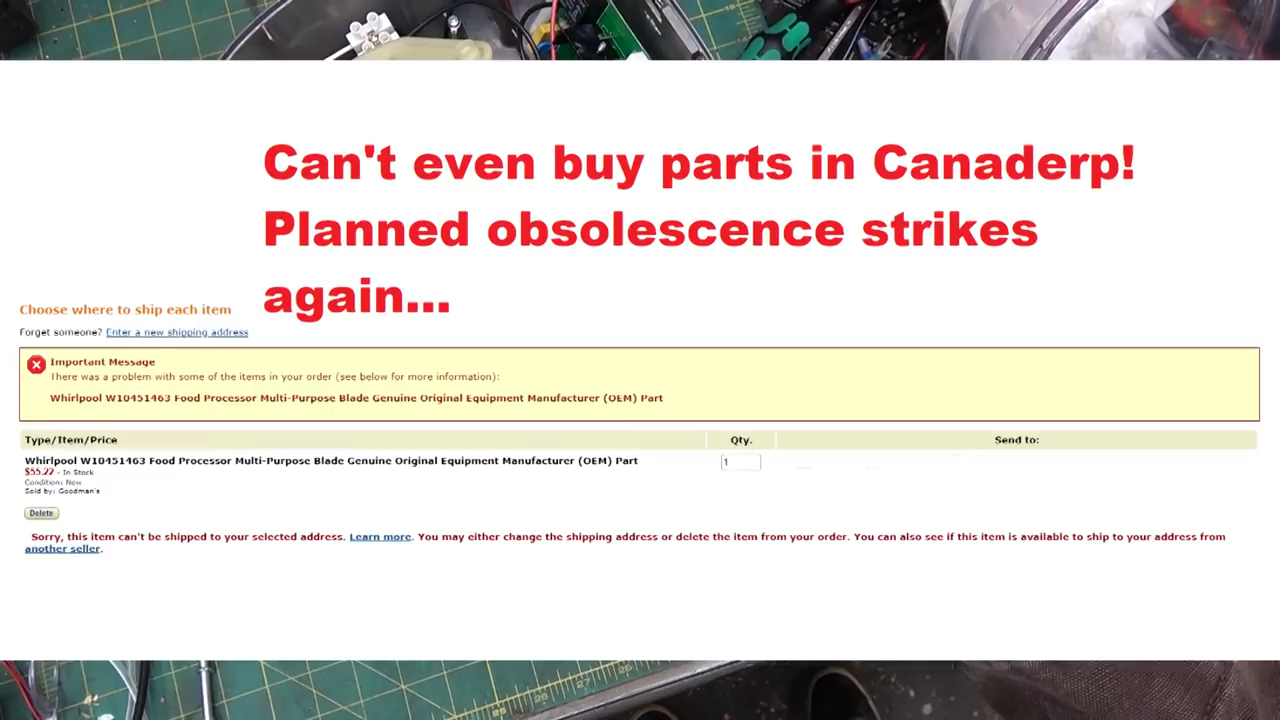 Can't even buy parts in Canaderp!
Planned obsolescence strikes
again...
Choose where to ship each item
Forget someone? Enter a new shipping address
Important Message
There was a problem with some of the items in your order (see below for more information):
Whirlpool W10451463 Food Processor Multi-Purpose Blade Genuine Original Equipment Manufacturer (OEM) Part
Type/Item/Price Qty. Send to:
Whirlpool W10451463 Food Processor Multi-Purpose Blade Genuine Original Equipment Manufacturer (OEM) Part 1
$55.22 - In Stock
Condition: New
Sold by: Goodman's
Delete
Sorry, this item can't be shipped to your selected address. Learn more. You may either change the shipping address or delete the item from your order. You can also see if this item is available to ship to your address from
another seller.